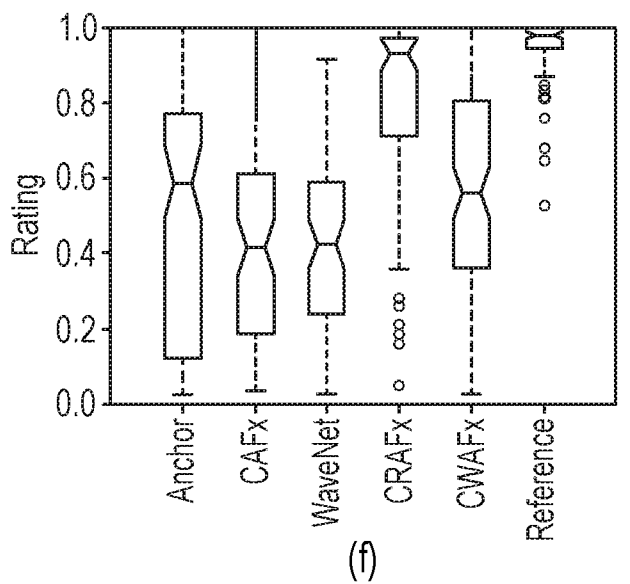 1.0
0.8
0.6
0.4
0.2
0.0
Rating
Anchor
CAFx
WaveNet
CRAFx
CWAFx
Reference
(f)